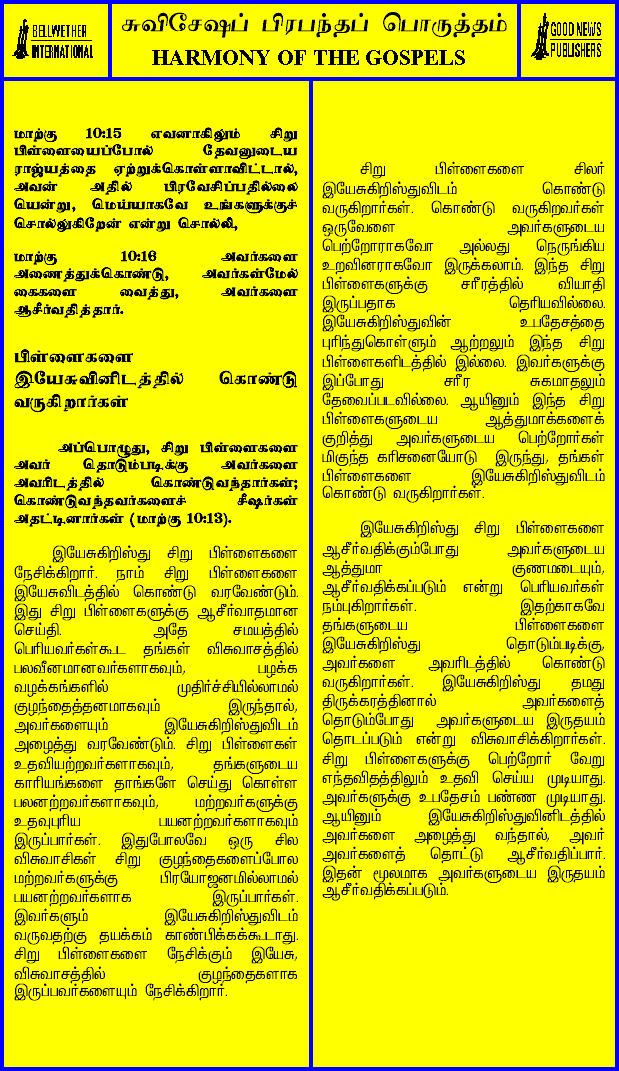 BELLWETHER
INTERNATIONAL
சுவிசேஷப் பிரபந்தப் பொருத்தம்
HARMONY OF THE GOSPELS
GOOD NEWS
PUBLISHERS
மாற்கு 10:15 எவனாகிலும் சிறு
பிள்ளையைப்போல் தேவனுடைய
ராஜ்யத்தை ஏற்றுக்கொள்ளாவிட்டால்,
அவன் அதில் பிரவேசிப்பதில்லை
யென்று, மெய்யாகவே உங்களுக்குச்
சொல்லுகிறேன் என்று சொல்லி,
மாற்கு 10:16 அவர்களை
அணைத்துக்கொண்டு, அவர்கள்மேல்
கைகளை வைத்து, அவர்களை
ஆசீர்வதித்தார்.
பிள்ளைகளை
இயேசுவினிடத்தில் கொண்டு
வருகிறார்கள்
அப்பொழுது, சிறு பிள்ளைகளை
அவர் தொடும்படிக்கு அவர்களை
அவரிடத்தில் கொண்டுவந்தார்கள்;
கொண்டுவந்தவர்களைச் சீஷர்கள்
அதட்டினார்கள் (மாற்கு 10:13).
இயேசுகிறிஸ்து சிறு பிள்ளைகளை
நேசிக்கிறார். நாம் சிறு பிள்ளைகளை
இயேசுவிடத்தில் கொண்டு வரவேண்டும்.
இது சிறு பிள்ளைகளுக்கு ஆசீர்வாதமான
செய்தி. அதே சமயத்தில்
பெரியவர்கள்கூட தங்கள் விசுவாசத்தில்
பலவீனமானவர்களாகவும், பழக்க
வழக்கங்களில் முதிர்ச்சியில்லாமல்
குழந்தைத்தனமாகவும் இருந்தால்,
அவர்களையும் இயேசுகிறிஸ்துவிடம்
அழைத்து வரவேண்டும். சிறு பிள்ளைகள்
உதவியற்றவர்களாகவும், தங்களுடைய
காரியங்களை தாங்களே செய்து கொள்ள
பலனற்றவர்களாகவும், மற்றவர்களுக்கு
உதவுபுரிய பயனற்றவர்களாகவும்
இருப்பார்கள். இதுபோலவே ஒரு சில
விசுவாசிகள் சிறு குழந்தைகளைப்போல
மற்றவர்களுக்கு பிரயோஜனமில்லாமல்
பயனற்றவர்களாக இருப்பார்கள்.
இவர்களும் இயேசுகிறிஸ்துவிடம்
வருவதற்கு தயக்கம் காண்பிக்கக்கூடாது.
சிறு பிள்ளைகளை நேசிக்கும் இயேசு,
விசுவாசத்தில் குழந்தைகளாக
இருப்பவர்களையும் நேசிக்கிறார்.
சிறு பிள்ளைகளை சிலர்
இயேசுகிறிஸ்துவிடம் கொண்டு
வருகிறார்கள். கொண்டு வருகிறவர்கள்
ஒருவேளை அவர்களுடைய
பெற்றோராகவோ அல்லது நெருங்கிய
உறவினராகவோ இருக்கலாம். இந்த சிறு
பிள்ளைகளுக்கு சரீரத்தில் வியாதி
இருப்பதாக தெரியவில்லை.
இயேசுகிறிஸ்துவின் உபதேசத்தை
புரிந்துகொள்ளும் ஆற்றலும் இந்த சிறு
பிள்ளைகளிடத்தில் இல்லை. இவர்களுக்கு
இப்போது சரீர சுகமாதலும்
தேவைப்படவில்லை. ஆயினும் இந்த சிறு
பிள்ளைகளுடைய ஆத்துமாக்களைக்
குறித்து அவர்களுடைய பெற்றோர்கள்
மிகுந்த கரிசனையோடு இருந்து, தங்கள்
பிள்ளைகளை இயேசுகிறிஸ்துவிடம்
கொண்டு வருகிறார்கள்.
இயேசுகிறிஸ்து சிறு பிள்ளைகளை
ஆசீர்வதிக்கும்போது அவர்களுடைய
ஆத்துமா குணமடையும்,
ஆசீர்வதிக்கப்படும் என்று பெரியவர்கள்
நம்புகிறார்கள். இதற்காகவே
தங்களுடைய பிள்ளைகளை
இயேசுகிறிஸ்து தொடும்படிக்கு,
அவர்களை அவரிடத்தில் கொண்டு
வருகிறார்கள். இயேசுகிறிஸ்து தமது
திருக்கரத்தினால் அவர்களைத்
தொடும்போது அவர்களுடைய இருதயம்
தொடப்படும் என்று விசுவாசிக்கிறார்கள்.
சிறு பிள்ளைகளுக்கு பெற்றோர் வேறு
எந்தவிதத்திலும் உதவி செய்ய முடியாது.
அவர்களுக்கு உபதேசம் பண்ண முடியாது.
ஆயினும் இயேசுகிறிஸ்துவினிடத்தில்
அவர்களை அழைத்து வந்தால், அவர்
அவர்களைத் தொட்டு ஆசீர்வதிப்பார்.
இதன் மூலமாக அவர்களுடைய இருதயம்
ஆசீர்வதிக்கப்படும்.